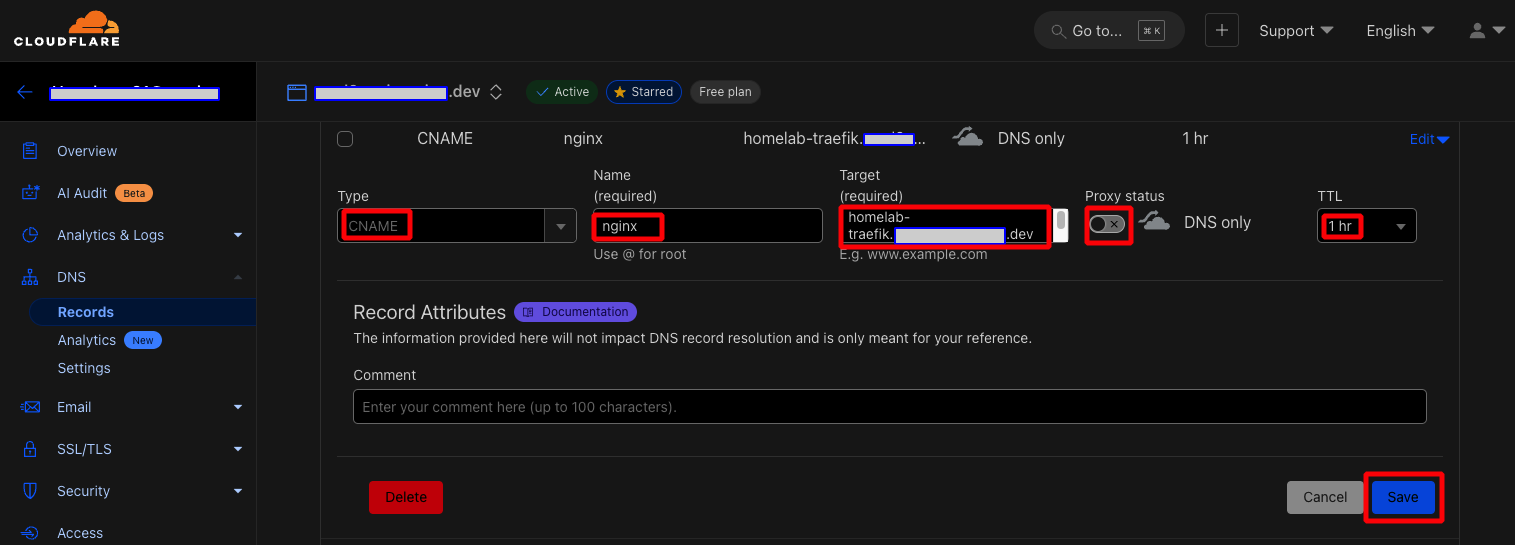 CLOUDFLARE
Go to... ⌘ K
Support
English
.dev
Active
Starred
Free plan
Overview
AI Audit Beta
Analytics & Logs
DNS
Records
Analytics New
Settings
Email
SSL/TLS
Security
Access
CNAME nginx homelab-traefik. ... DNS only 1 hr Edit
Type
CNAME
Name
(required)
nginx
Use @ for root
Target
(required)
homelab-
traefik. .dev
E.g. www.example.com
Proxy status
DNS only
TTL
1 hr
Record Attributes Documentation
The information provided here will not impact DNS record resolution and is only meant for your reference.
Comment
Enter your comment here (up to 100 characters).
Delete
Cancel
Save